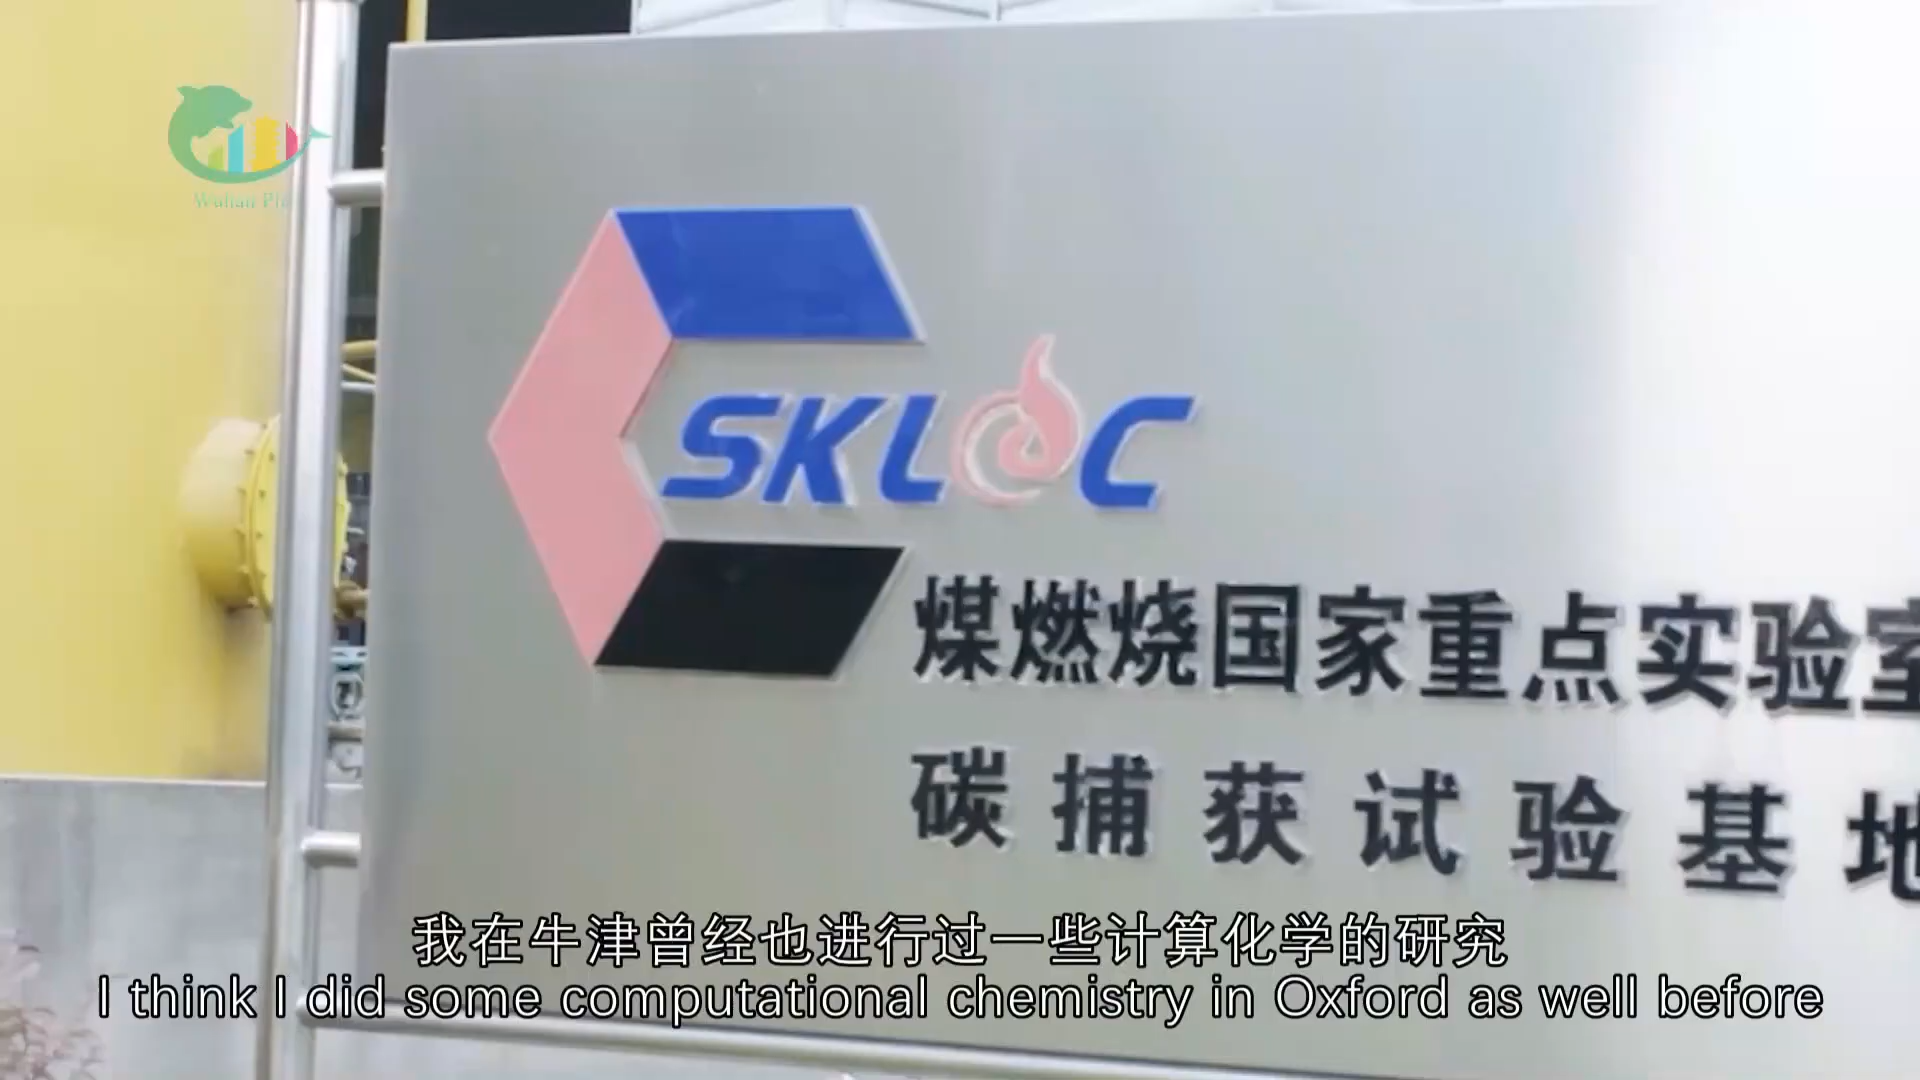 Wuhan Plu
SKLCC
煤燃烧国家重点实验室
碳捕获试验基地
我在牛津曾经也进行过一些计算化学的研究
I think I did some computational chemistry in Oxford as well before